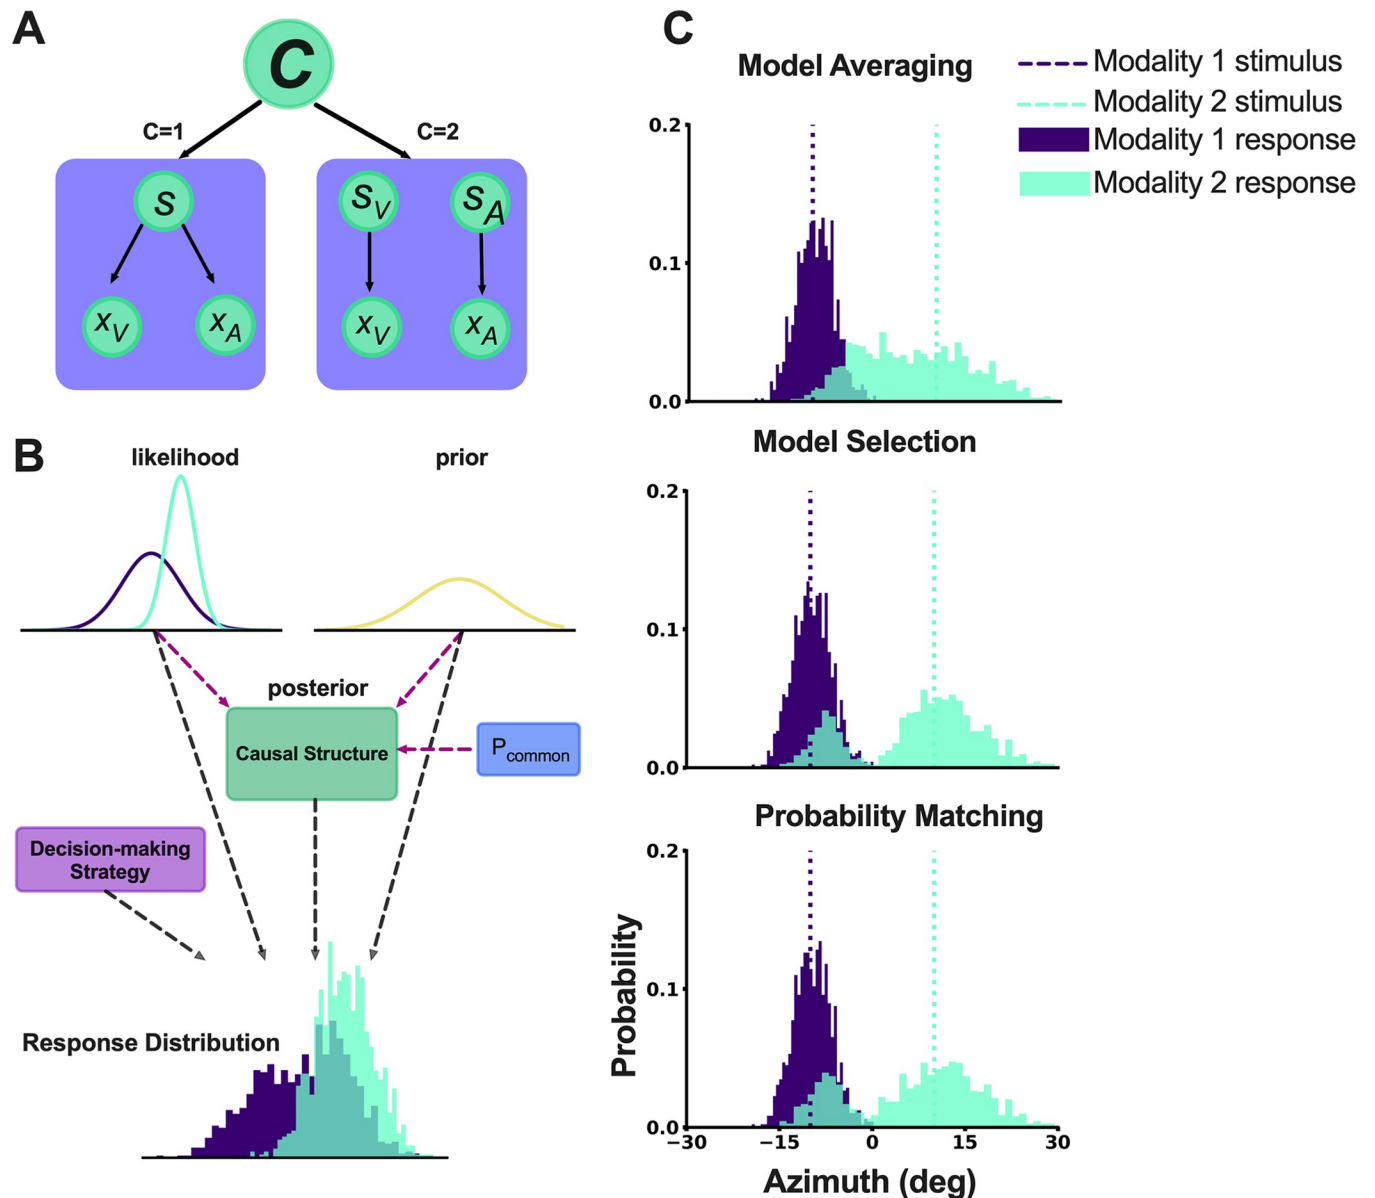 A
C
C=1
C=2
S
S_V
S_A
x_V
x_A
x_V
x_A
B
likelihood
prior
posterior
Causal Structure
P_common
Decision-making
Strategy
Response Distribution
C
Modality 1 stimulus
Modality 2 stimulus
Modality 1 response
Modality 2 response
Model Averaging
0.2
0.1
0.0
Model Selection
0.2
0.1
0.0
Probability Matching
0.2
0.1
0.0
−30
−15
0
15
30
Probability
Azimuth (deg)